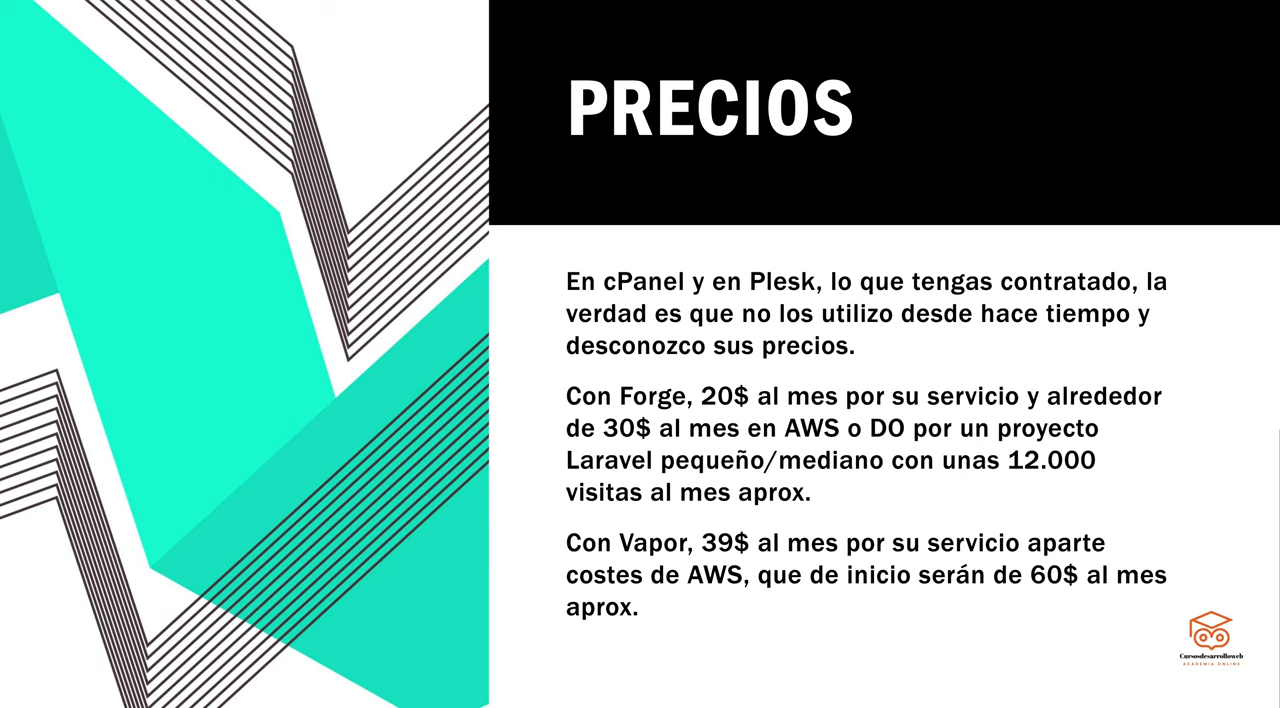 PRECIOS
En cPanel y en Plesk, lo que tengas contratado, la
verdad es que no los utilizo desde hace tiempo y
desconozco sus precios.
Con Forge, 20$ al mes por su servicio y alrededor
de 30$ al mes en AWS o DO por un proyecto
Laravel pequeño/mediano con unas 12.000
visitas al mes aprox.
Con Vapor, 39$ al mes por su servicio aparte
costes de AWS, que de inicio serán de 60$ al mes
aprox.
Cursosdesarrolloweb
ACADEMIA ONLINE